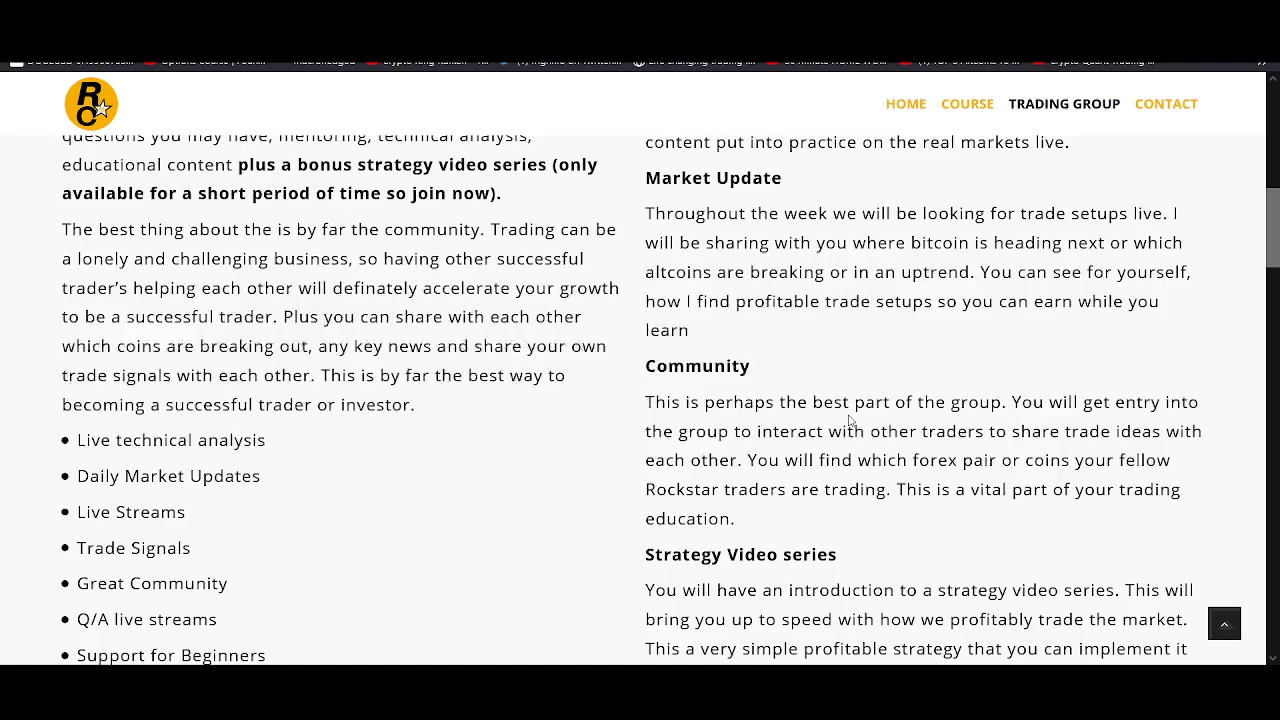 R
C
HOME COURSE TRADING GROUP CONTACT
questions you may have, mentoring, technical analysis,
educational content plus a bonus strategy video series (only
available for a short period of time so join now).
The best thing about the is by far the community. Trading can be
a lonely and challenging business, so having other successful
trader’s helping each other will definately accelerate your growth
to be a successful trader. Plus you can share with each other
which coins are breaking out, any key news and share your own
trade signals with each other. This is by far the best way to
becoming a successful trader or investor.
Live technical analysis
Daily Market Updates
Live Streams
Trade Signals
Great Community
Q/A live streams
Support for Beginners
content put into practice on the real markets live.
Market Update
Throughout the week we will be looking for trade setups live. I
will be sharing with you where bitcoin is heading next or which
altcoins are breaking or in an uptrend. You can see for yourself,
how I find profitable trade setups so you can earn while you
learn
Community
This is perhaps the best part of the group. You will get entry into
the group to interact with other traders to share trade ideas with
each other. You will find which forex pair or coins your fellow
Rockstar traders are trading. This is a vital part of your trading
education.
Strategy Video series
You will have an introduction to a strategy video series. This will
bring you up to speed with how we profitably trade the market.
This a very simple profitable strategy that you can implement it